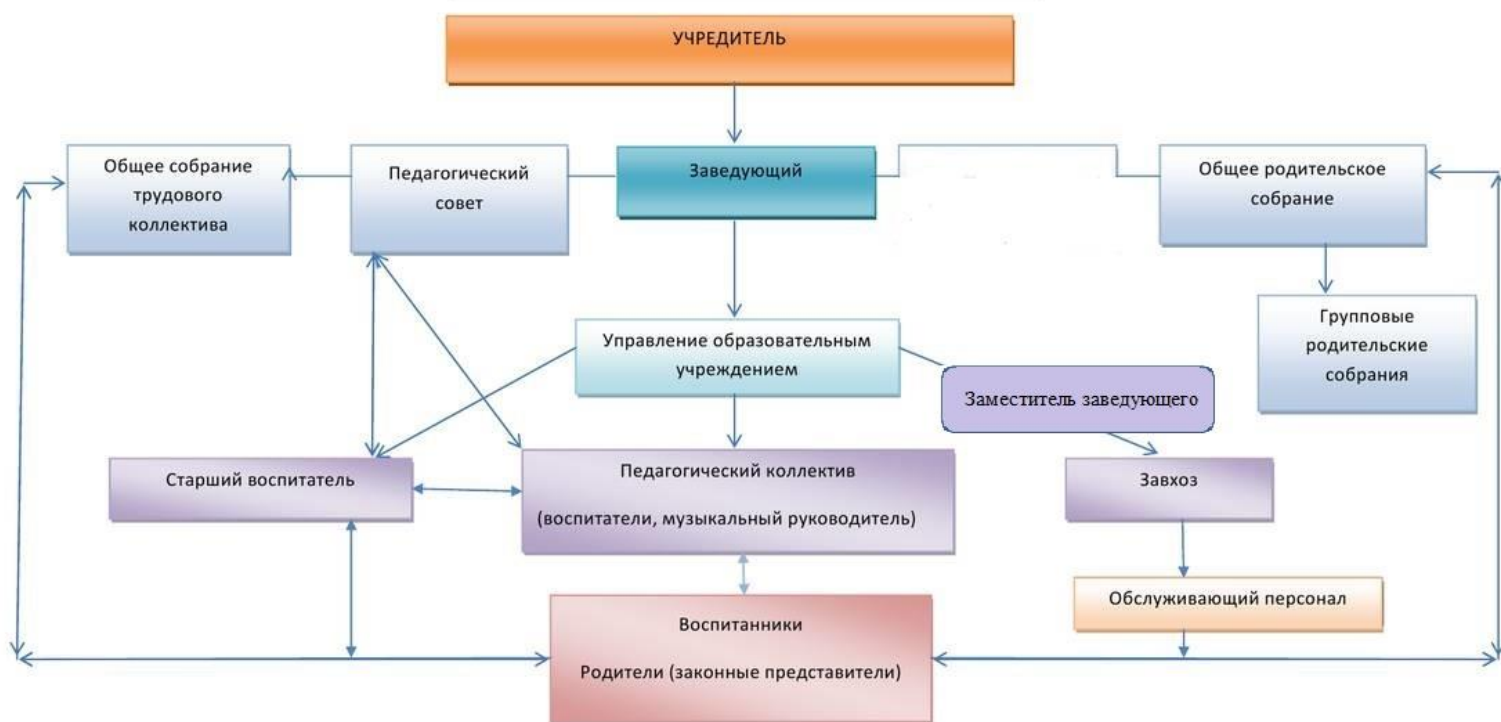 УЧРЕДИТЕЛЬ
Общее собрание
трудового
коллектива
Педагогический
совет
Заведующий
Общее родительское
собрание
Групповые
родительские
собрания
Управление образовательным
учреждением
Заместитель заведующего
Старший воспитатель
Педагогический коллектив
(воспитатели, музыкальный руководитель)
Завхоз
Обслуживающий персонал
Воспитанники
Родители (законные представители)